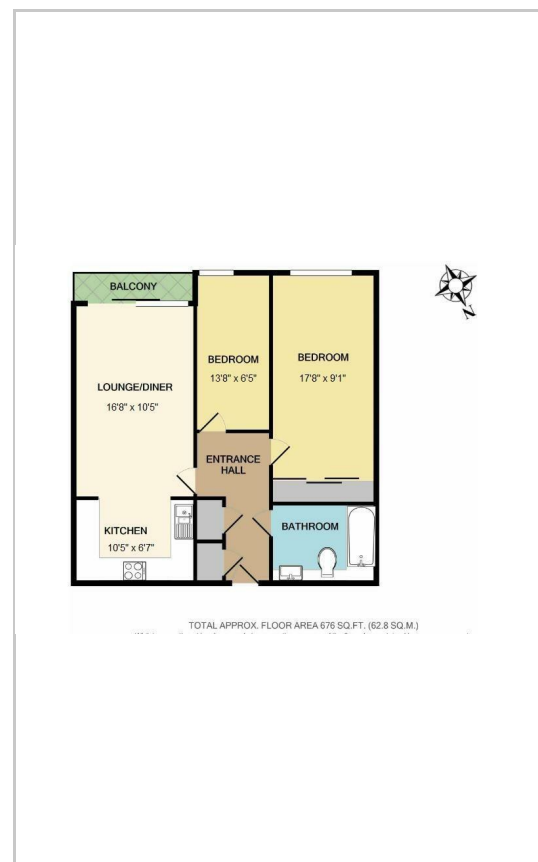 BALCONY
N
BEDROOM
13'8" x 6'5"
BEDROOM
17'8" x 9'1"
LOUNGE/DINER
16'8" x 10'5"
ENTRANCE
HALL
KITCHEN
10'5" x 6'7"
BATHROOM
TOTAL APPROX. FLOOR AREA 676 SQ.FT. (62.8 SQ.M.)